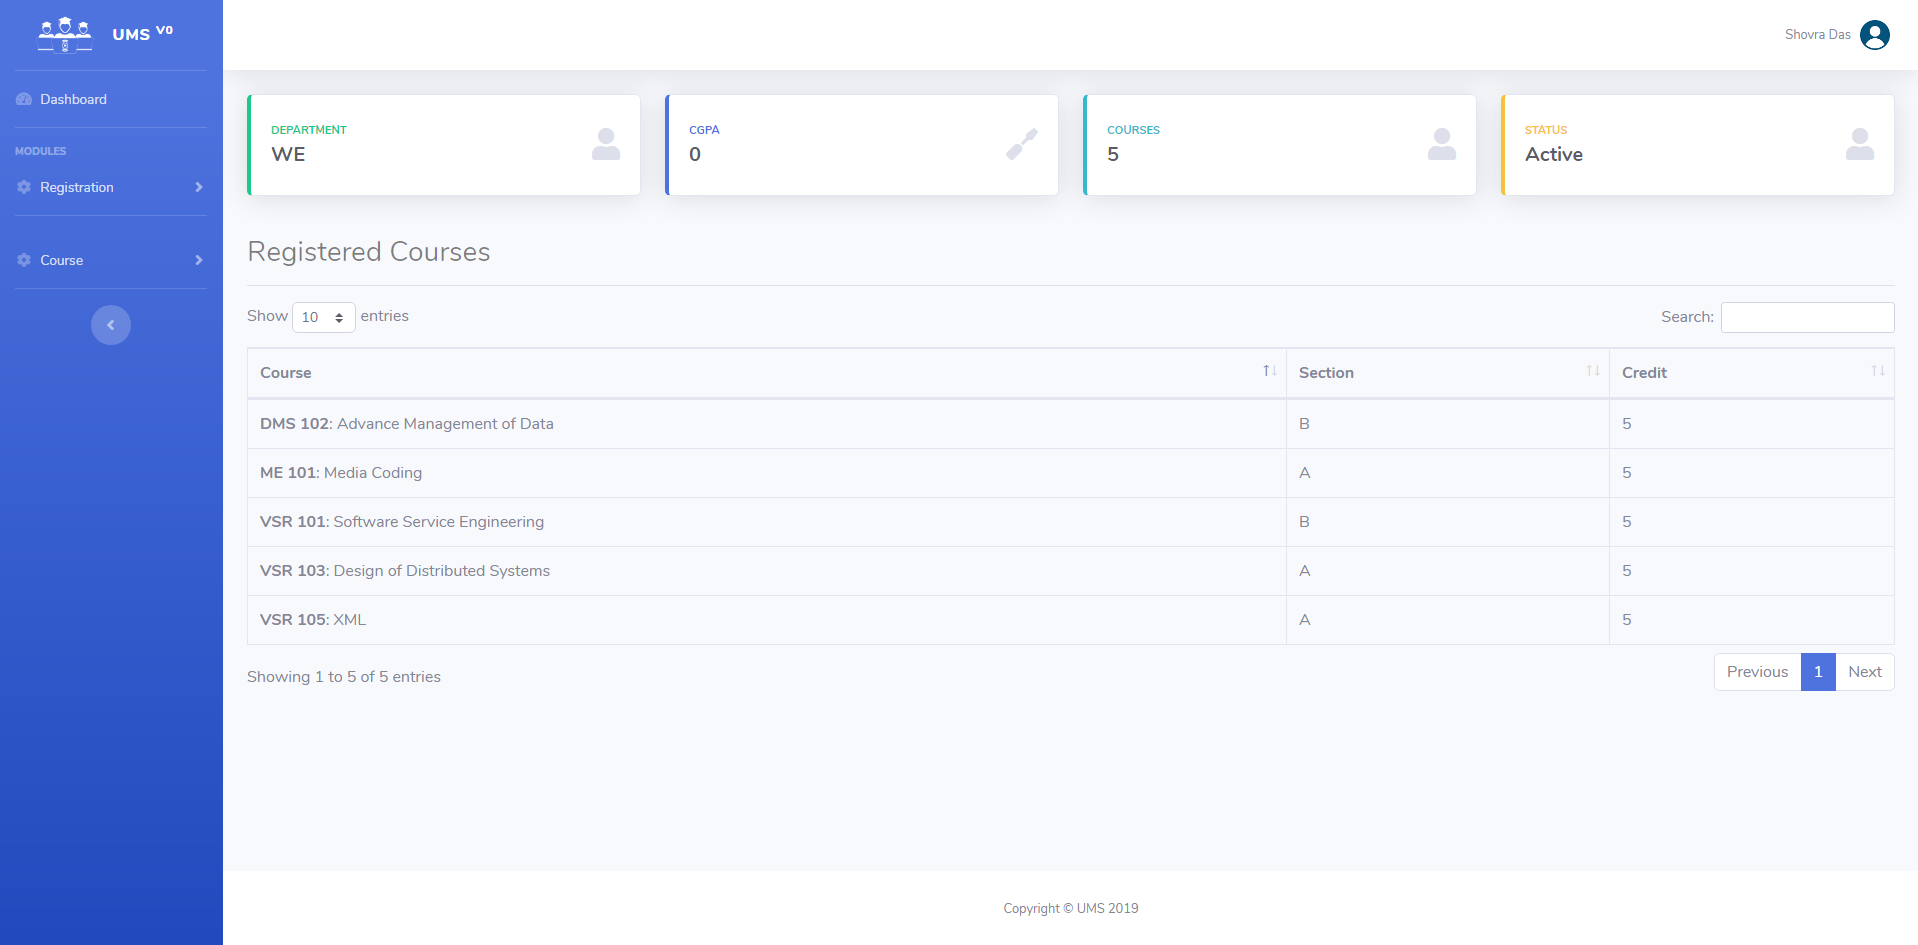 UMS V0
Shovra Das
Dashboard
MODULES
Registration
Course
DEPARTMENT
WE
CGPA
0
COURSES
5
STATUS
Active
Registered Courses
Show 10 entries
Search:
Course Section Credit
DMS 102: Advance Management of Data B 5
ME 101: Media Coding A 5
VSR 101: Software Service Engineering B 5
VSR 103: Design of Distributed Systems A 5
VSR 105: XML A 5
Showing 1 to 5 of 5 entries
Previous 1 Next
Copyright © UMS 2019